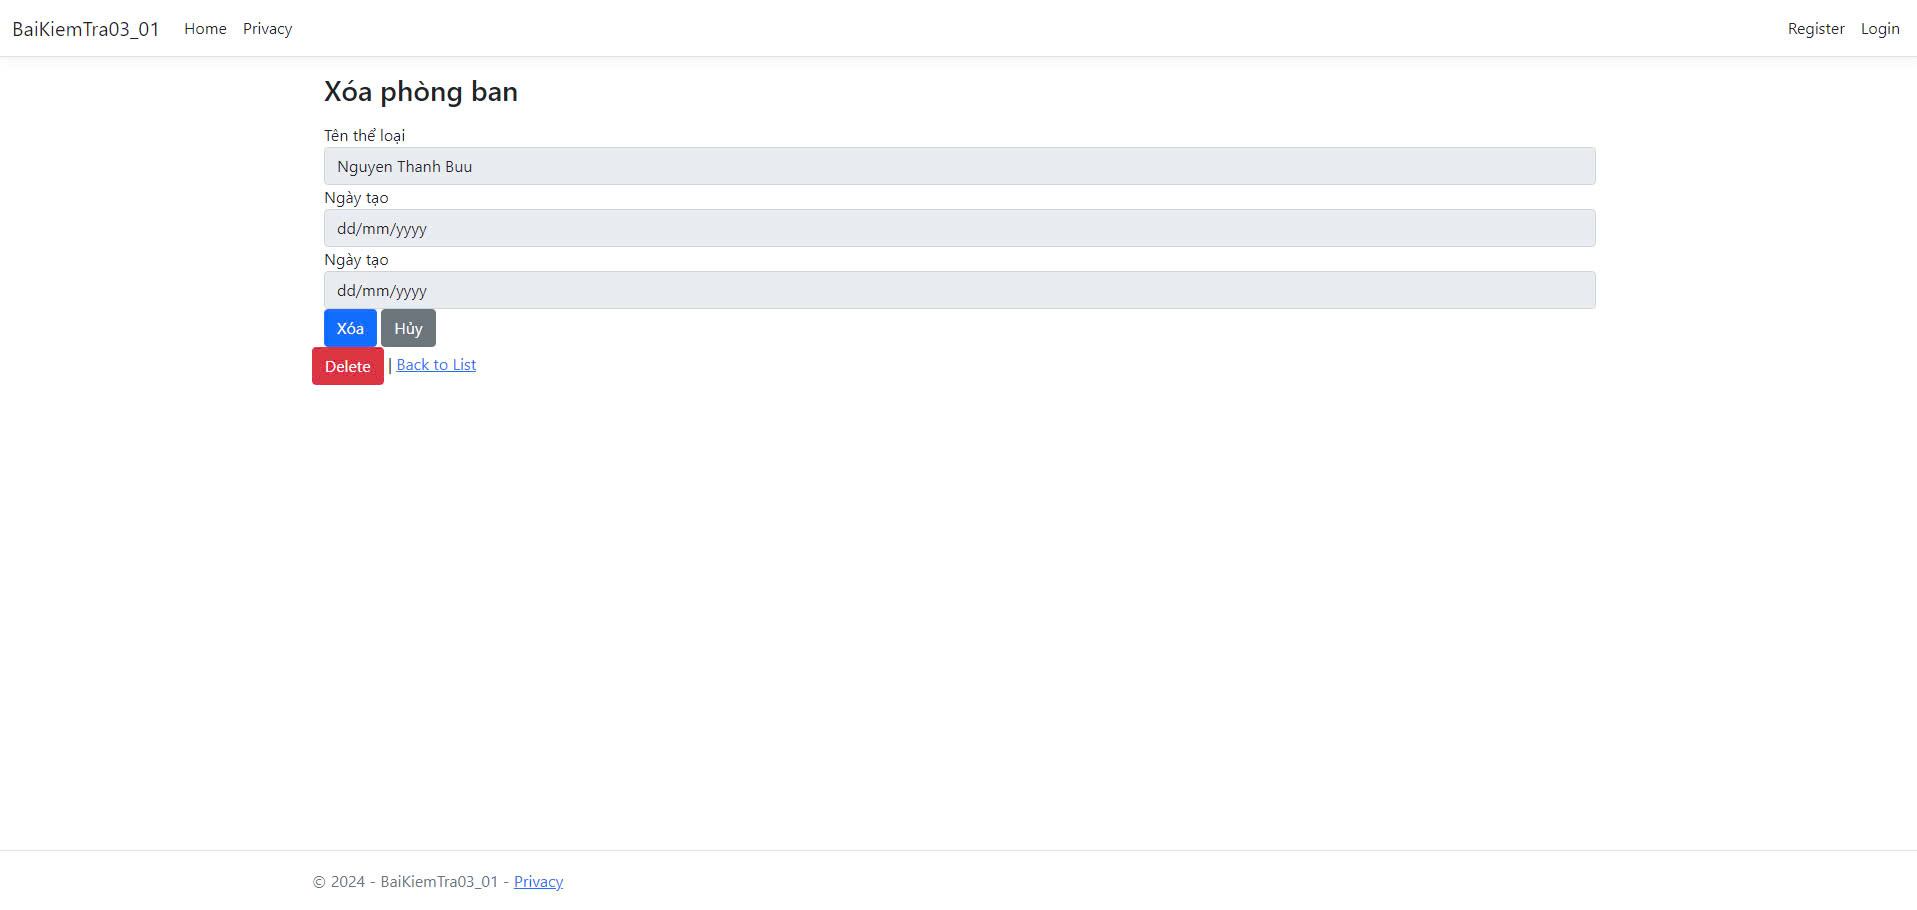 BaiKiemTra03_01 Home Privacy Register Login
Xóa phòng ban
Tên thể loại
Nguyen Thanh Buu
Ngày tạo
dd/mm/yyyy
Ngày tạo
dd/mm/yyyy
Xóa Hủy
Delete | Back to List
© 2024 - BaiKiemTra03_01 - Privacy